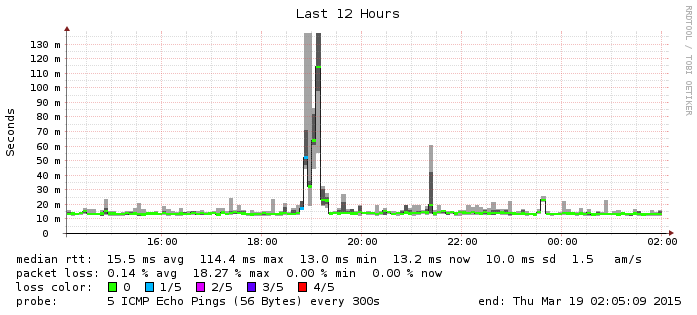 Last 12 Hours
RRDTOOL / TOBI OETIKER
Seconds
130 m
120 m
110 m
100 m
90 m
80 m
70 m
60 m
50 m
40 m
30 m
20 m
10 m
0
16:00 18:00 20:00 22:00 00:00 02:00
median rtt: 15.5 ms avg 114.4 ms max 13.0 ms min 13.2 ms now 10.0 ms sd 1.5 am/s
packet loss: 0.14 % avg 18.27 % max 0.00 % min 0.00 % now
loss color: 0 1/5 2/5 3/5 4/5
probe: 5 ICMP Echo Pings (56 Bytes) every 300s end: Thu Mar 19 02:05:09 2015